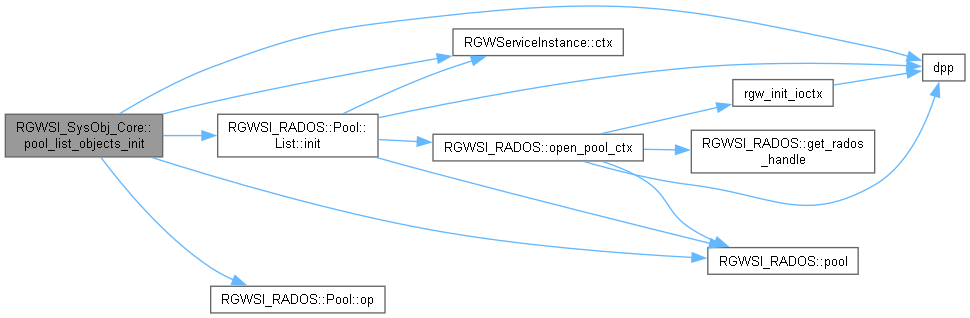 RGWSI_SysObj_Core::
pool_list_objects_init
RGWServiceInstance::ctx
RGWSI_RADOS::Pool::
List::init
RGWSI_RADOS::open_pool_ctx
rgw_init_ioctx
dpp
RGWSI_RADOS::get_rados
_handle
RGWSI_RADOS::pool
RGWSI_RADOS::Pool::op